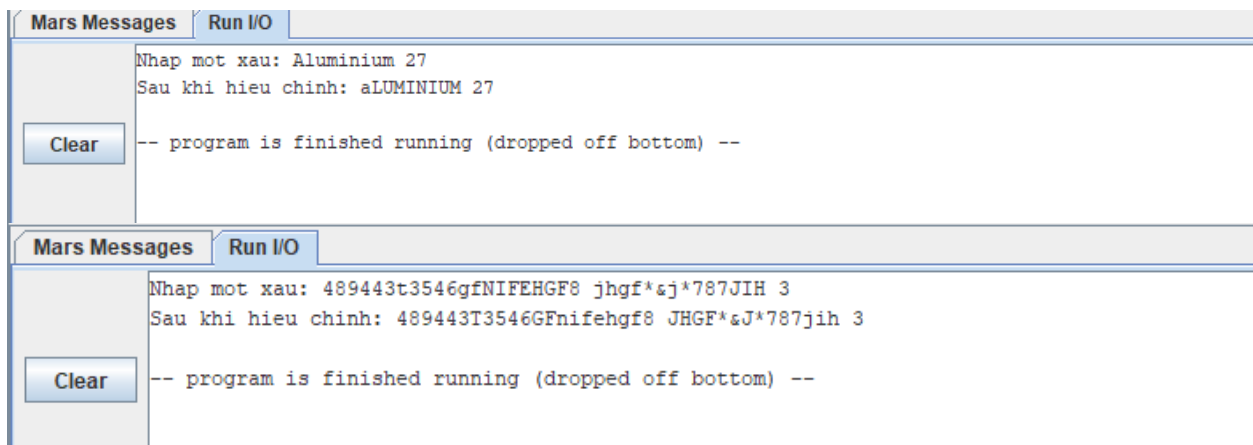 Mars Messages Run I/O
Nhap mot xau: Aluminium 27
Sau khi hieu chinh: aLUMINIUM 27
Clear
-- program is finished running (dropped off bottom) --
Mars Messages Run I/O
Nhap mot xau: 489443t3546gfNIFEHGF8 jhgf*&j*787JIH 3
Sau khi hieu chinh: 489443T3546GFnifehgf8 JHGF*&J*787jih 3
Clear
-- program is finished running (dropped off bottom) --